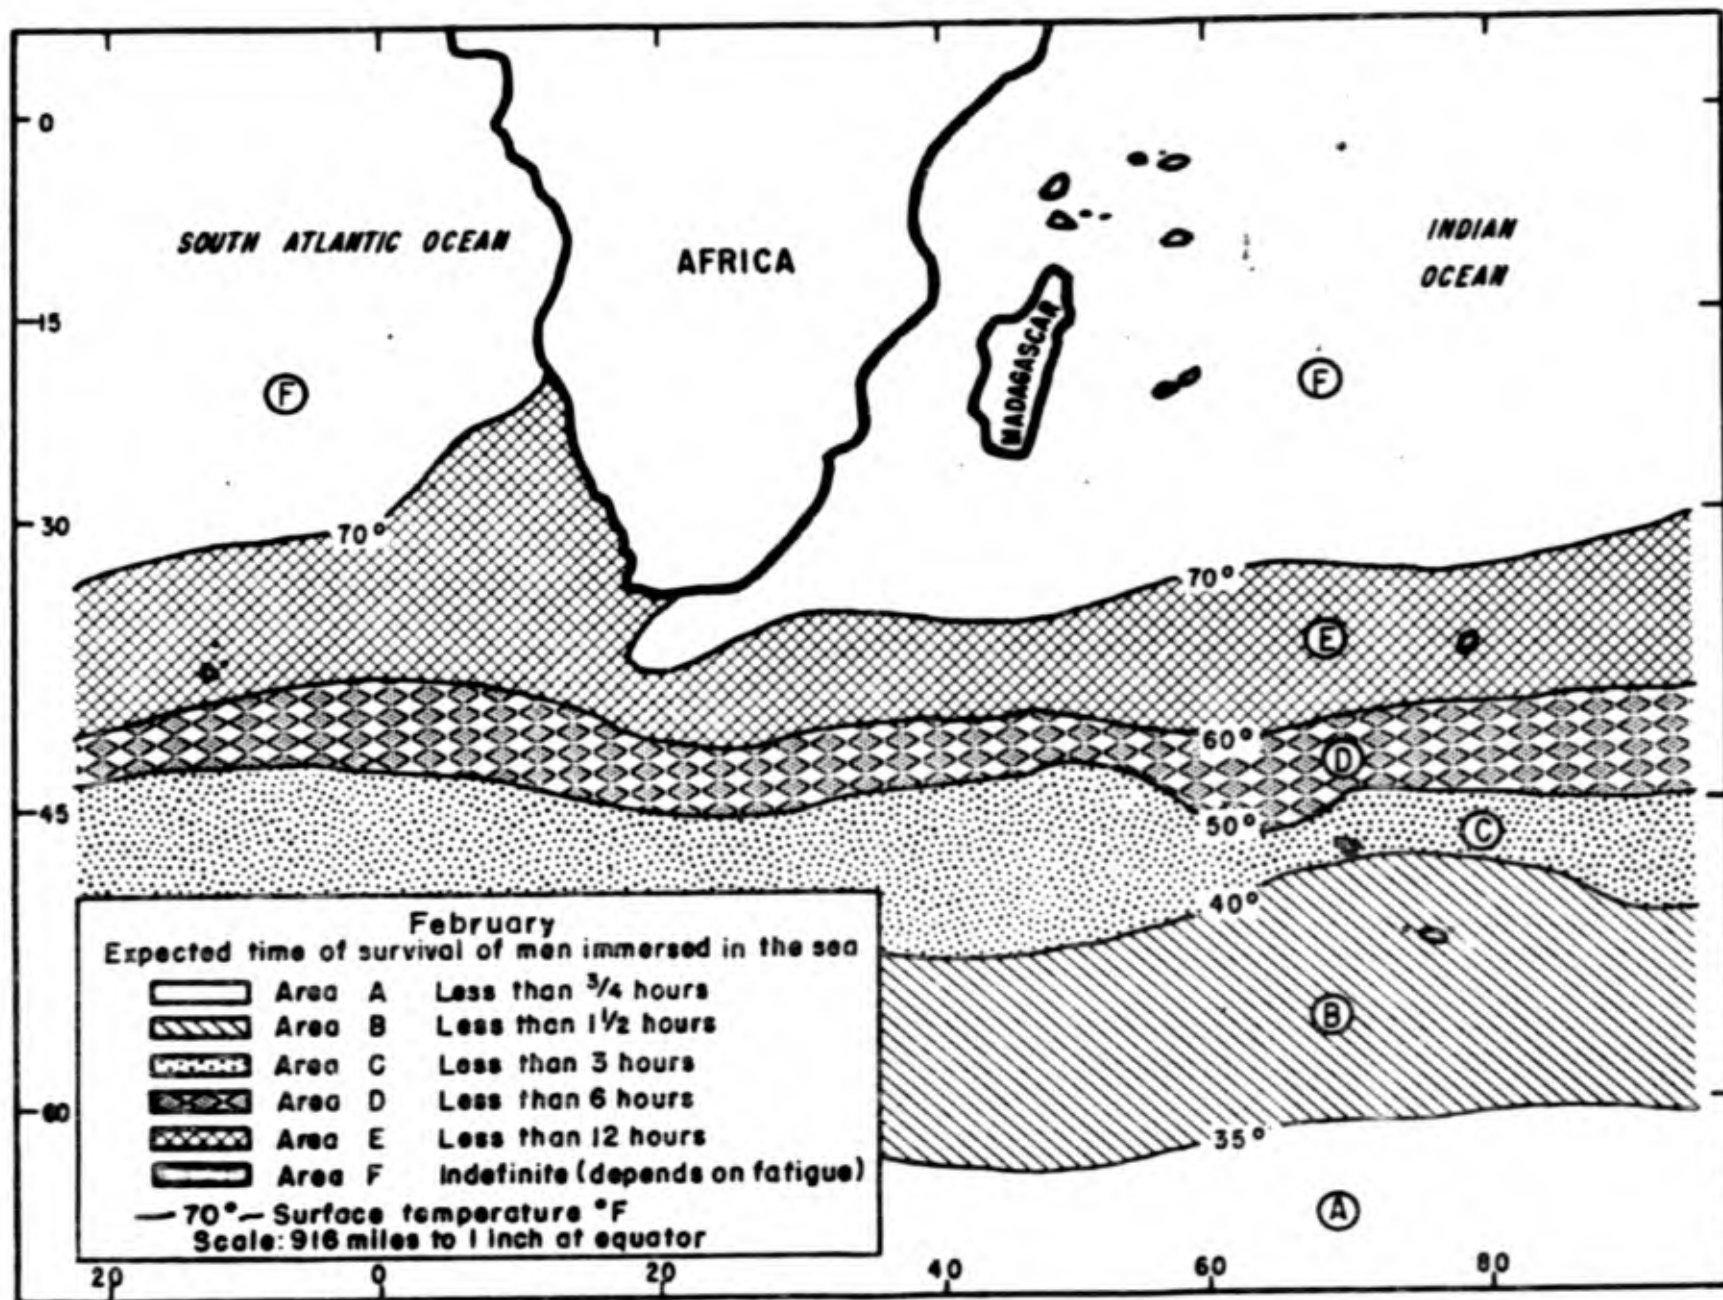 0
SOUTH ATLANTIC OCEAN
AFRICA
INDIAN
OCEAN
15
MADAGASCAR
F
F
30
70°
70°
E
60°
D
45
50°
C
40°
B
60
35°
A
February
Expected time of survival of men immersed in the sea
Area A Less than 3/4 hours
Area B Less than 1 1/2 hours
Area C Less than 3 hours
Area D Less than 6 hours
Area E Less than 12 hours
Area F Indefinite (depends on fatigue)
— 70° — Surface temperature °F
Scale: 916 miles to 1 inch at equator
20 0 20 40 60 80